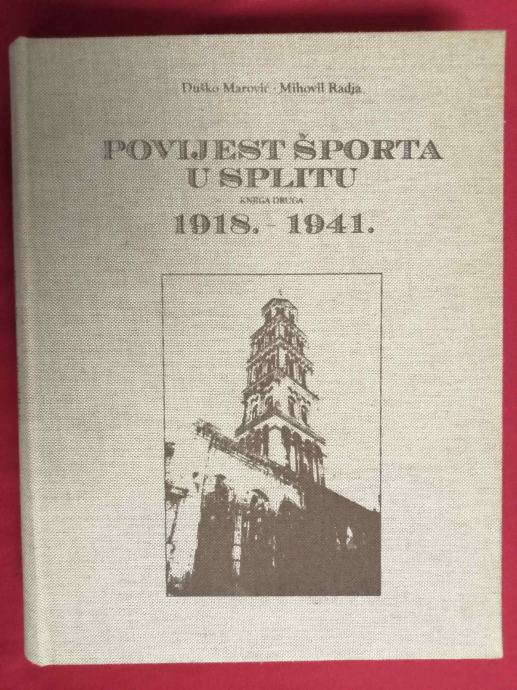 Duško Marović · Mihovil Radja
POVIJEST ŠPORTA
U SPLITU
KNJIGA DRUGA
1918. - 1941.